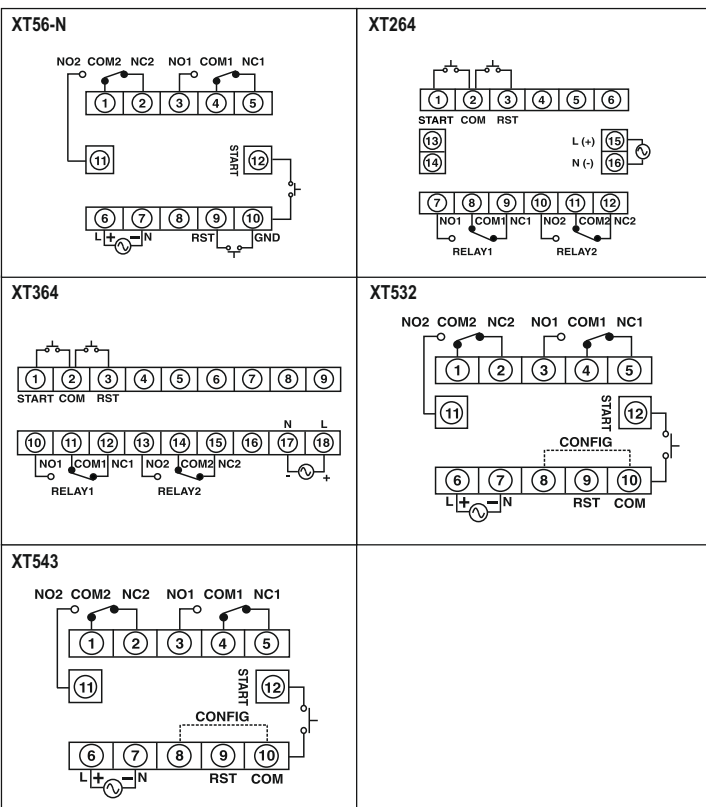 XT56-N
NO2 COM2 NC2 NO1 COM1 NC1
1 2 3 4 5
11 START 12
6 7 8 9 10
L + − N RST GND
XT264
1 2 3 4 5 6
START COM RST
13 L (+) 15
14 N (-) 16
7 8 9 10 11 12
NO1 COM1 NC1 NO2 COM2 NC2
RELAY1 RELAY2
XT364
1 2 3 4 5 6 7 8 9
START COM RST
N L
10 11 12 13 14 15 16 17 18
NO1 COM1 NC1 NO2 COM2 NC2 - +
RELAY1 RELAY2
XT532
NO2 COM2 NC2 NO1 COM1 NC1
1 2 3 4 5
11 START 12
CONFIG
6 7 8 9 10
L + − N RST COM
XT543
NO2 COM2 NC2 NO1 COM1 NC1
1 2 3 4 5
11 START 12
CONFIG
6 7 8 9 10
L + − N RST COM